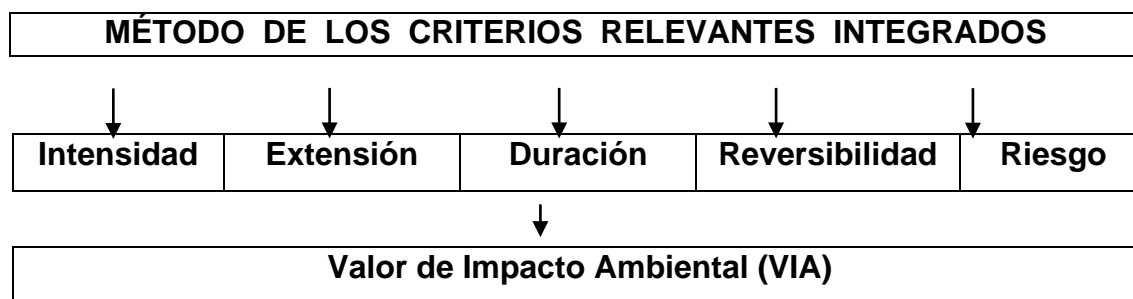 MÉTODO DE LOS CRITERIOS RELEVANTES INTEGRADOS
Intensidad Extensión Duración Reversibilidad Riesgo
Valor de Impacto Ambiental (VIA)